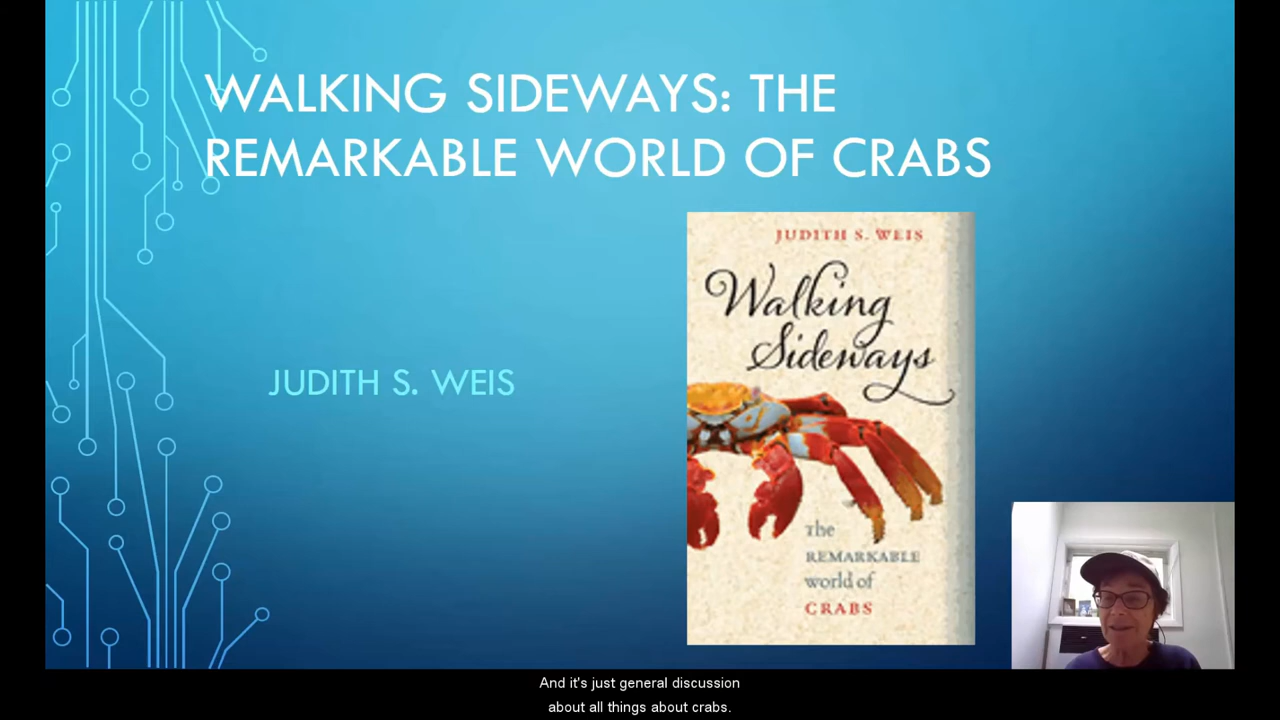 WALKING SIDEWAYS: THE
REMARKABLE WORLD OF CRABS
JUDITH S. WEIS
JUDITH S. WEIS
Walking
Sideways
The
REMARKABLE
world of
CRABS
And it's just general discussion
about all things about crabs.